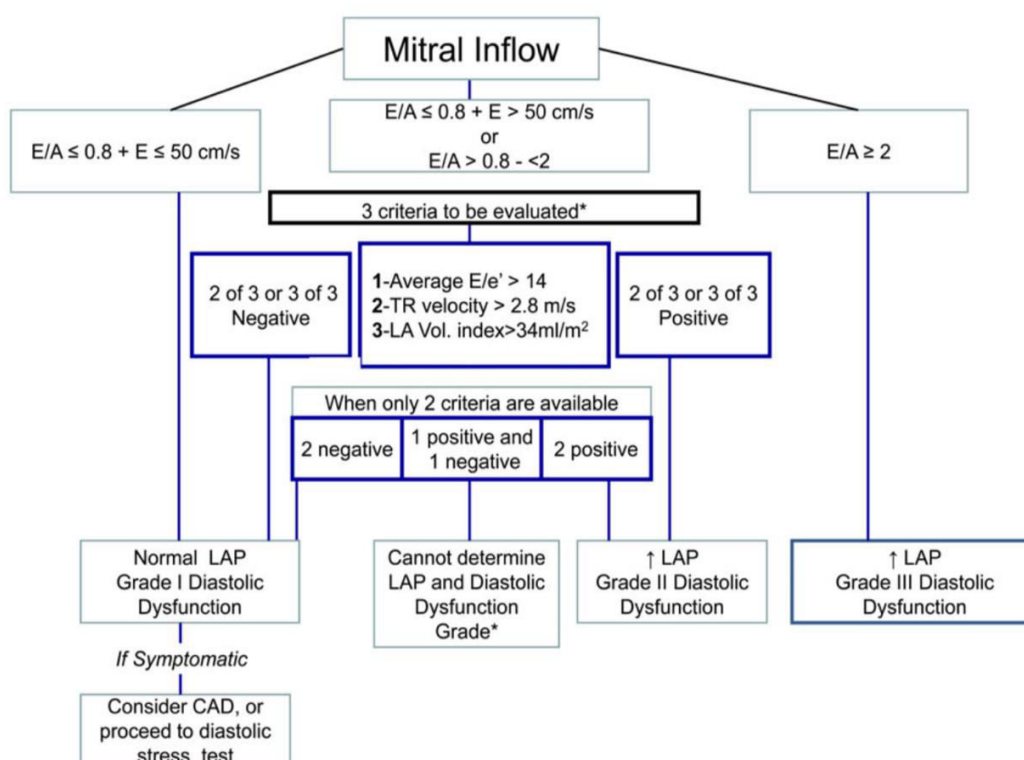 Mitral Inflow
E/A ≤ 0.8 + E ≤ 50 cm/s
E/A ≤ 0.8 + E > 50 cm/s
or
E/A > 0.8 - <2
E/A ≥ 2
3 criteria to be evaluated*
2 of 3 or 3 of 3
Negative
1-Average E/e’ > 14
2-TR velocity > 2.8 m/s
3-LA Vol. index>34ml/m²
2 of 3 or 3 of 3
Positive
When only 2 criteria are available
2 negative
1 positive and
1 negative
2 positive
Normal LAP
Grade I Diastolic
Dysfunction
Cannot determine
LAP and Diastolic
Dysfunction
Grade*
↑ LAP
Grade II Diastolic
Dysfunction
↑ LAP
Grade III Diastolic
Dysfunction
If Symptomatic
Consider CAD, or
proceed to diastolic
stress test